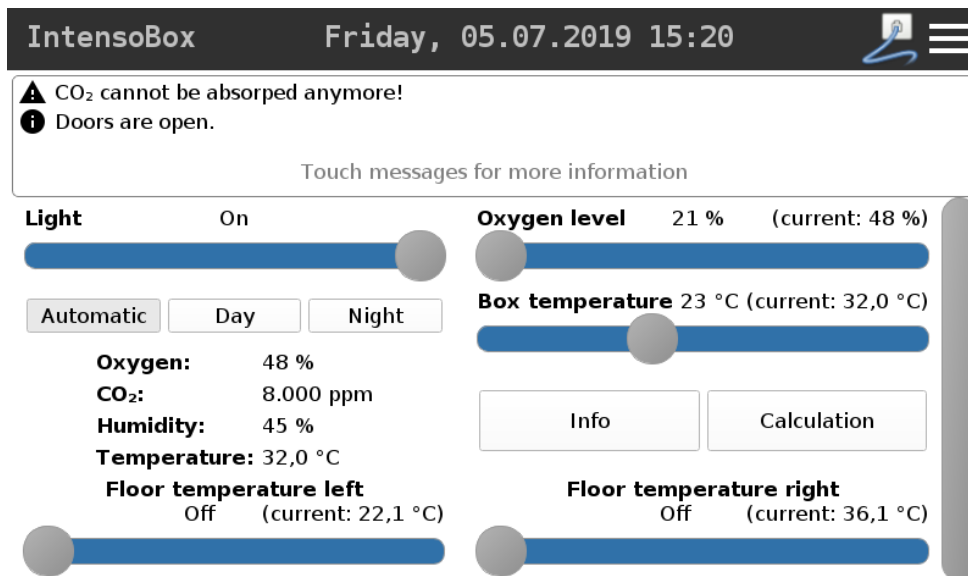 IntensoBox Friday, 05.07.2019 15:20
CO₂ cannot be absorped anymore!
Doors are open.
Touch messages for more information
Light On
Oxygen level 21 % (current: 48 %)
Box temperature 23 °C (current: 32,0 °C)
Automatic Day Night
Oxygen: 48 %
CO₂: 8.000 ppm
Humidity: 45 %
Temperature: 32,0 °C
Info Calculation
Floor temperature left
Off (current: 22,1 °C)
Floor temperature right
Off (current: 36,1 °C)